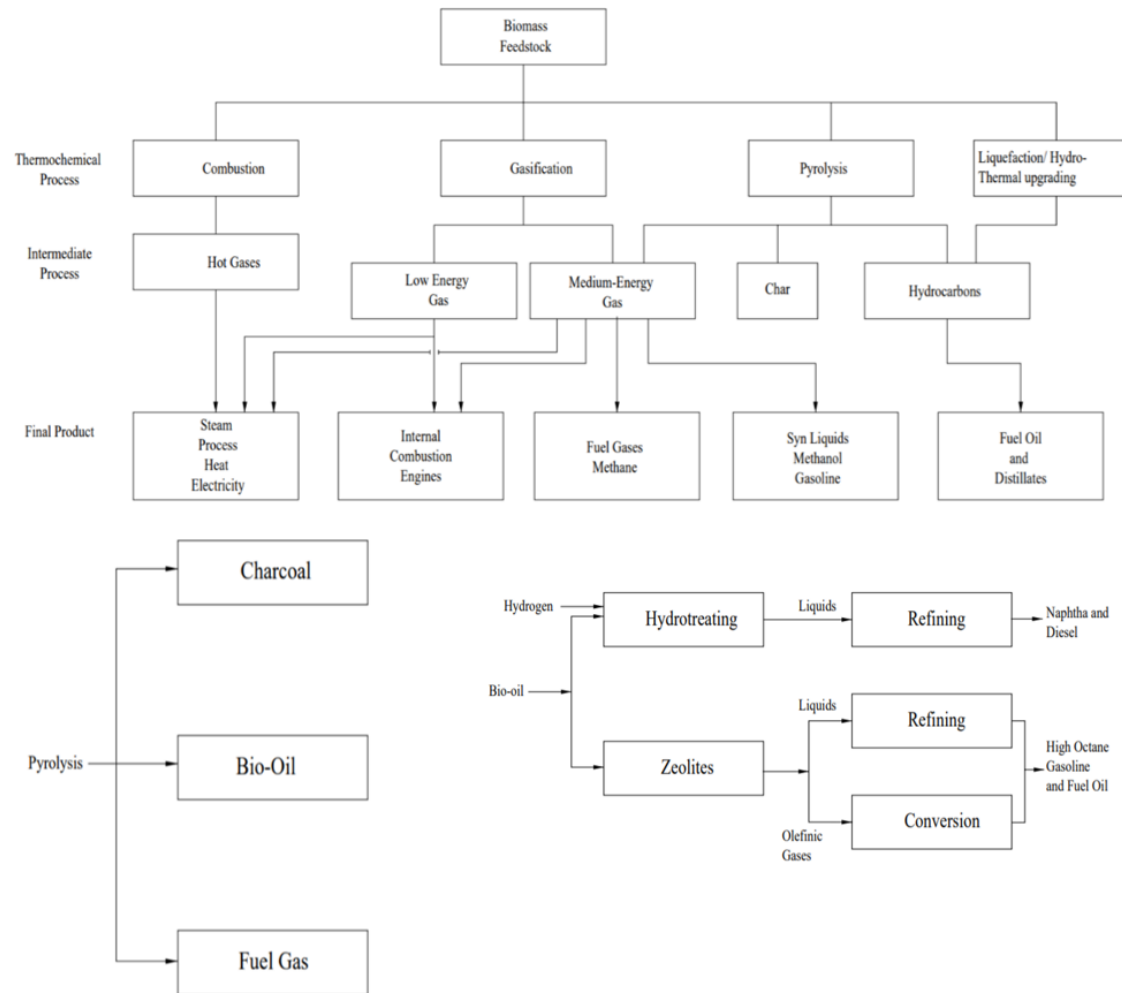 Biomass
Feedstock
Thermochemical
Process
Combustion
Gasification
Pyrolysis
Liquefaction/ Hydro-
Thermal upgrading
Intermediate
Process
Hot Gases
Low Energy
Gas
Medium-Energy
Gas
Char
Hydrocarbons
Final Product
Steam
Process
Heat
Electricity
Internal
Combustion
Engines
Fuel Gases
Methane
Syn Liquids
Methanol
Gasoline
Fuel Oil
and
Distillates
Pyrolysis
Charcoal
Bio-Oil
Fuel Gas
Hydrogen
Bio-oil
Hydrotreating
Liquids
Refining
Naphtha and
Diesel
Zeolites
Liquids
Refining
Olefinic
Gases
Conversion
High Octane
Gasoline
and Fuel Oil